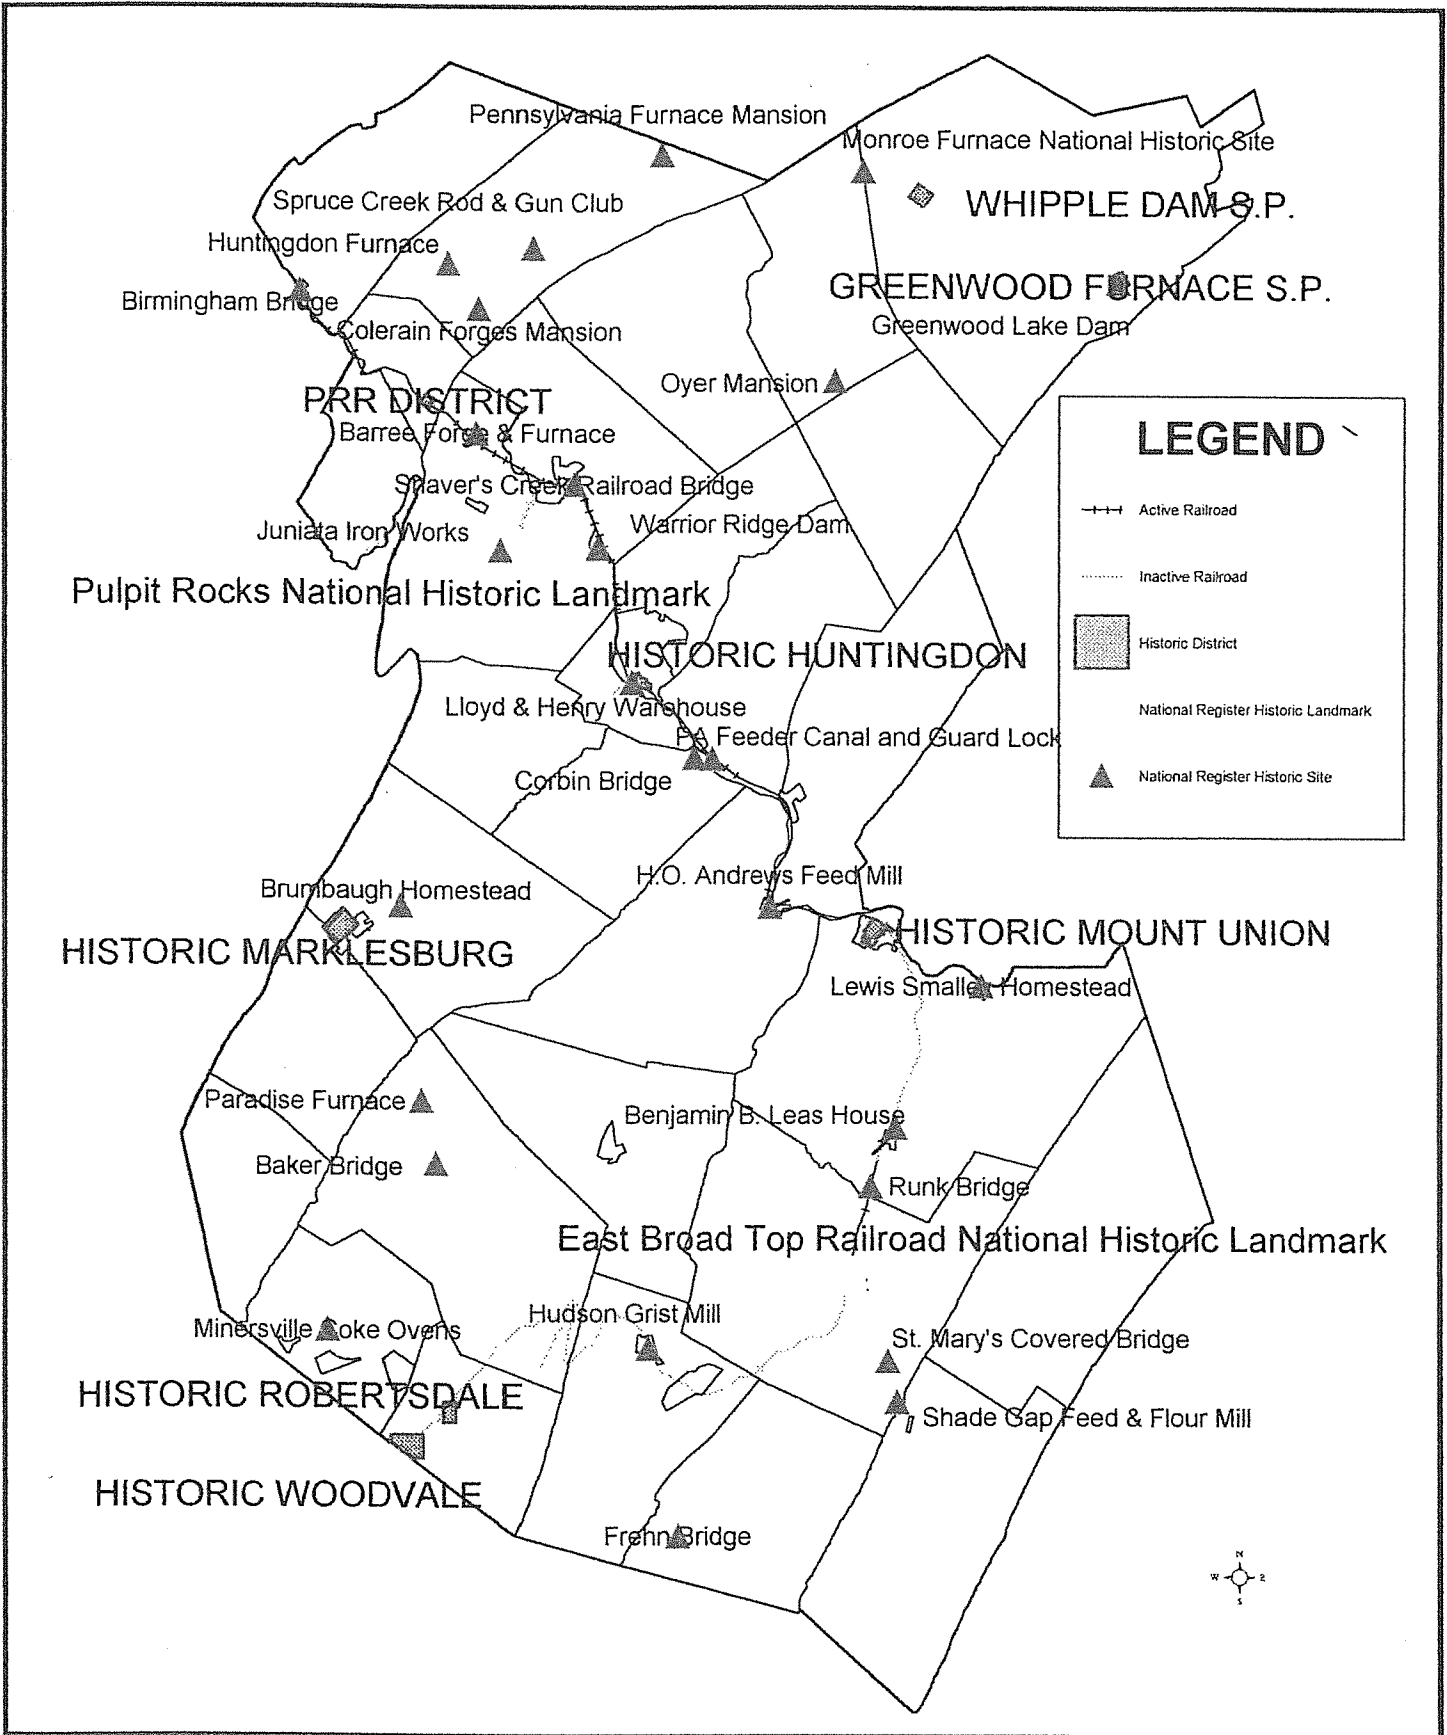 Pennsylvania Furnace Mansion
Monroe Furnace National Historic Site
Spruce Creek Rod & Gun Club
WHIPPLE DAM S.P.
Huntingdon Furnace
Birmingham Bridge
GREENWOOD FURNACE S.P.
Colerain Forges Mansion
Greenwood Lake Dam
Oyer Mansion
PRR DISTRICT
Barree Forge & Furnace
Shaver's Creek Railroad Bridge
Juniata Iron Works
Warrior Ridge Dam
Pulpit Rocks National Historic Landmark
HISTORIC HUNTINGDON
Lloyd & Henry Warehouse
PA Feeder Canal and Guard Lock
Corbin Bridge
H.O. Andrews Feed Mill
Brumbaugh Homestead
HISTORIC MARKLESBURG
HISTORIC MOUNT UNION
Lewis Smalley Homestead
Paradise Furnace
Benjamin B. Leas House
Baker Bridge
Runk Bridge
East Broad Top Railroad National Historic Landmark
Hudson Grist Mill
Minersville Coke Ovens
St. Mary's Covered Bridge
HISTORIC ROBERTSDALE
Shade Gap Feed & Flour Mill
HISTORIC WOODVALE
Frehn Bridge
LEGEND
Active Railroad
Inactive Railroad
Historic District
National Register Historic Landmark
National Register Historic Site
N
W
S